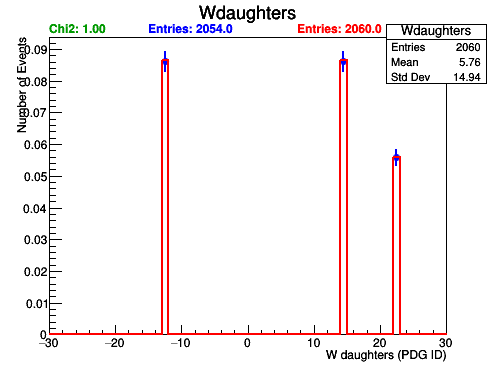 Wdaughters
Chi2: 1.00 Entries: 2054.0 Entries: 2060.0
Wdaughters
Entries 2060
Mean 5.76
Std Dev 14.94
Number of Events
0.09
0.08
0.07
0.06
0.05
0.04
0.03
0.02
0.01
0
−30 −20 −10 0 10 20 30
W daughters (PDG ID)